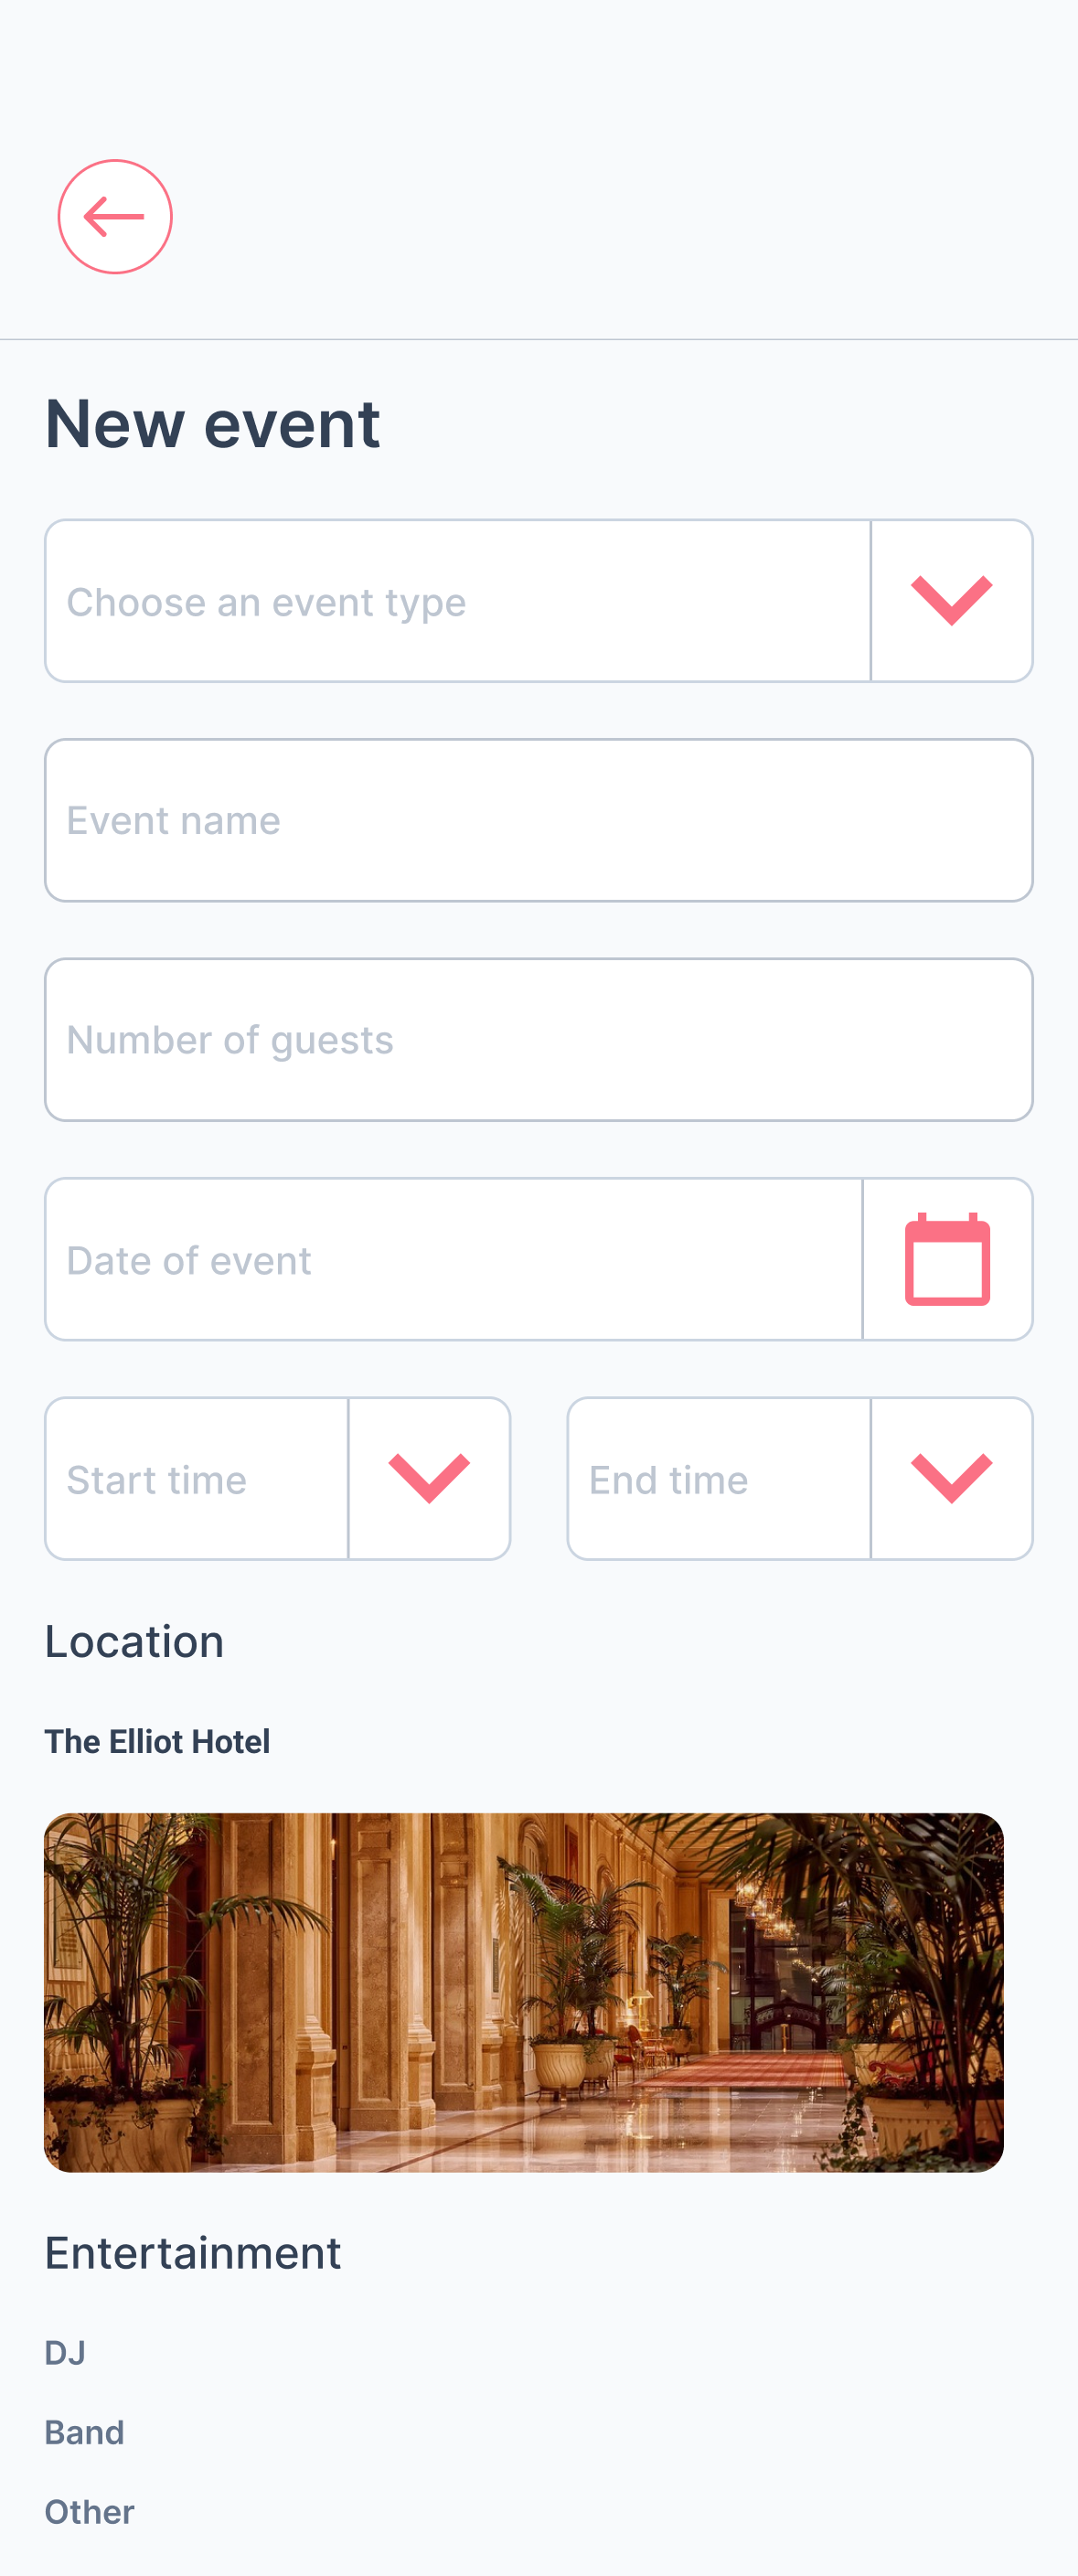 New event
Choose an event type
Event name
Number of guests
Date of event
Start time
End time
Location
The Elliot Hotel
Entertainment
DJ
Band
Other